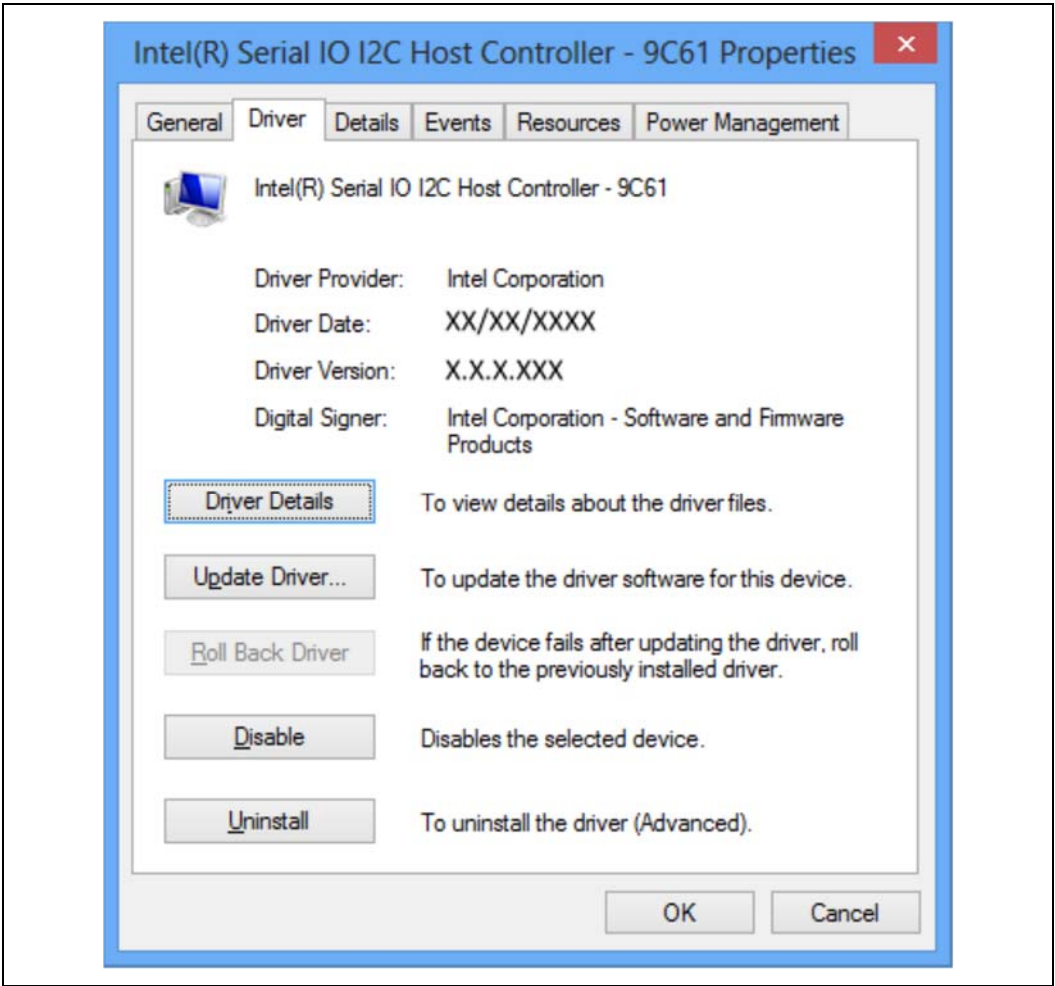 Intel(R) Serial IO I2C Host Controller - 9C61 Properties
General Driver Details Events Resources Power Management
Intel(R) Serial IO I2C Host Controller - 9C61
Driver Provider: Intel Corporation
Driver Date: XX/XX/XXXX
Driver Version: X.X.X.XXX
Digital Signer: Intel Corporation - Software and Firmware
Products
Driver Details To view details about the driver files.
Update Driver... To update the driver software for this device.
Roll Back Driver If the device fails after updating the driver, roll
back to the previously installed driver.
Disable Disables the selected device.
Uninstall To uninstall the driver (Advanced).
OK Cancel